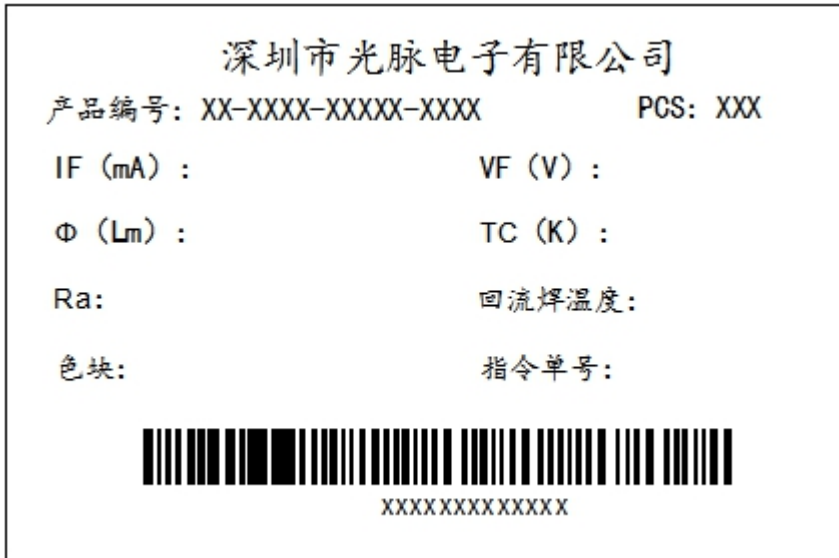 深圳市光脉电子有限公司
产品编号: XX-XXXX-XXXXX-XXXX PCS: XXX
IF (mA) : VF (V) :
Φ (Lm) : TC (K) :
Ra: 回流焊温度:
色块: 指令单号:
XXXXXXXXXXXXX